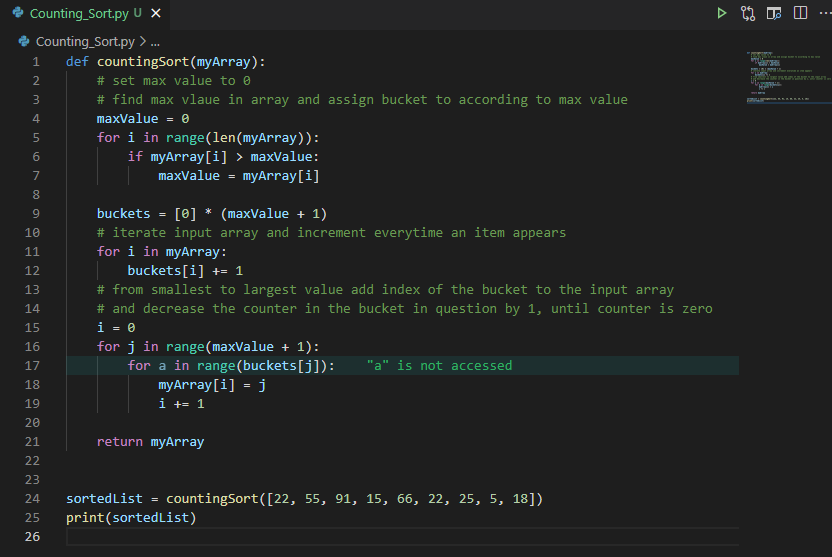 Counting_Sort.py U
Counting_Sort.py > ...
1 def countingSort(myArray):
2     # set max value to 0
3     # find max vlaue in array and assign bucket to according to max value
4     maxValue = 0
5     for i in range(len(myArray)):
6         if myArray[i] > maxValue:
7             maxValue = myArray[i]
8
9     buckets = [0] * (maxValue + 1)
10     # iterate input array and increment everytime an item appears
11     for i in myArray:
12         buckets[i] += 1
13     # from smallest to largest value add index of the bucket to the input array
14     # and decrease the counter in the bucket in question by 1, until counter is zero
15     i = 0
16     for j in range(maxValue + 1):
17         for a in range(buckets[j]):    "a" is not accessed
18             myArray[i] = j
19             i += 1
20
21     return myArray
22
23
24 sortedList = countingSort([22, 55, 91, 15, 66, 22, 25, 5, 18])
25 print(sortedList)
26